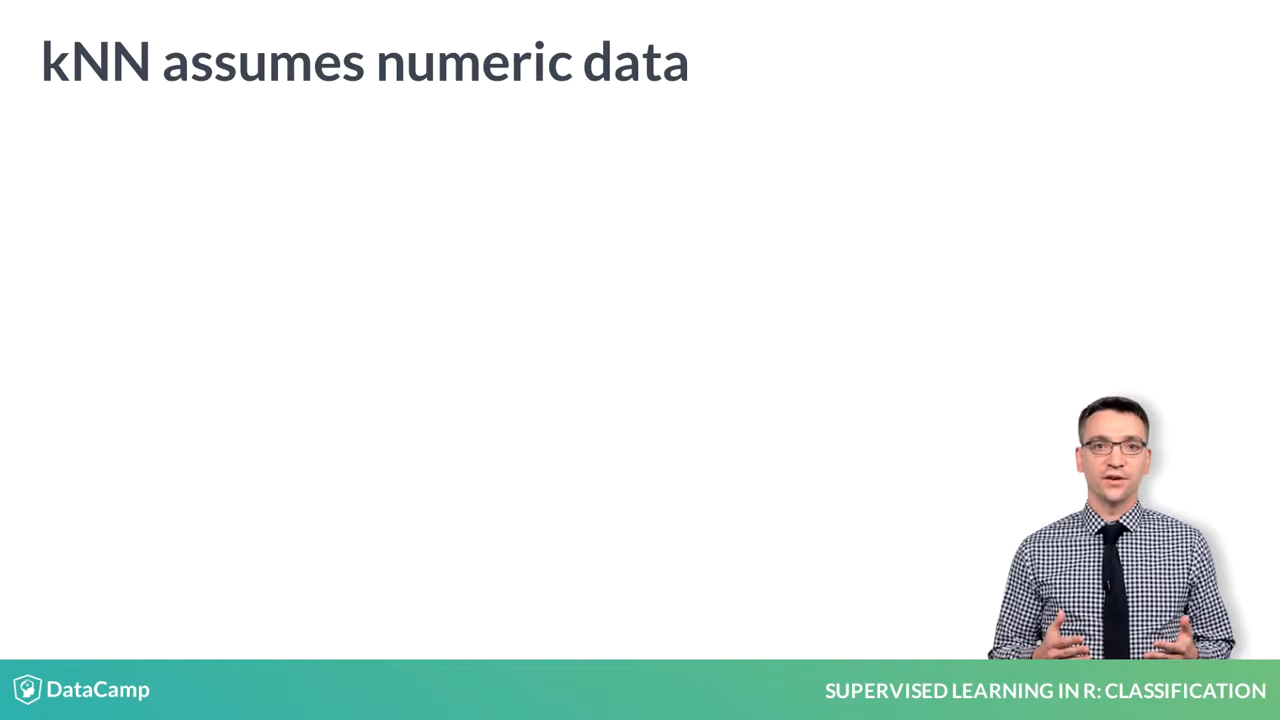 kNN assumes numeric data
DataCamp
SUPERVISED LEARNING IN R: CLASSIFICATION